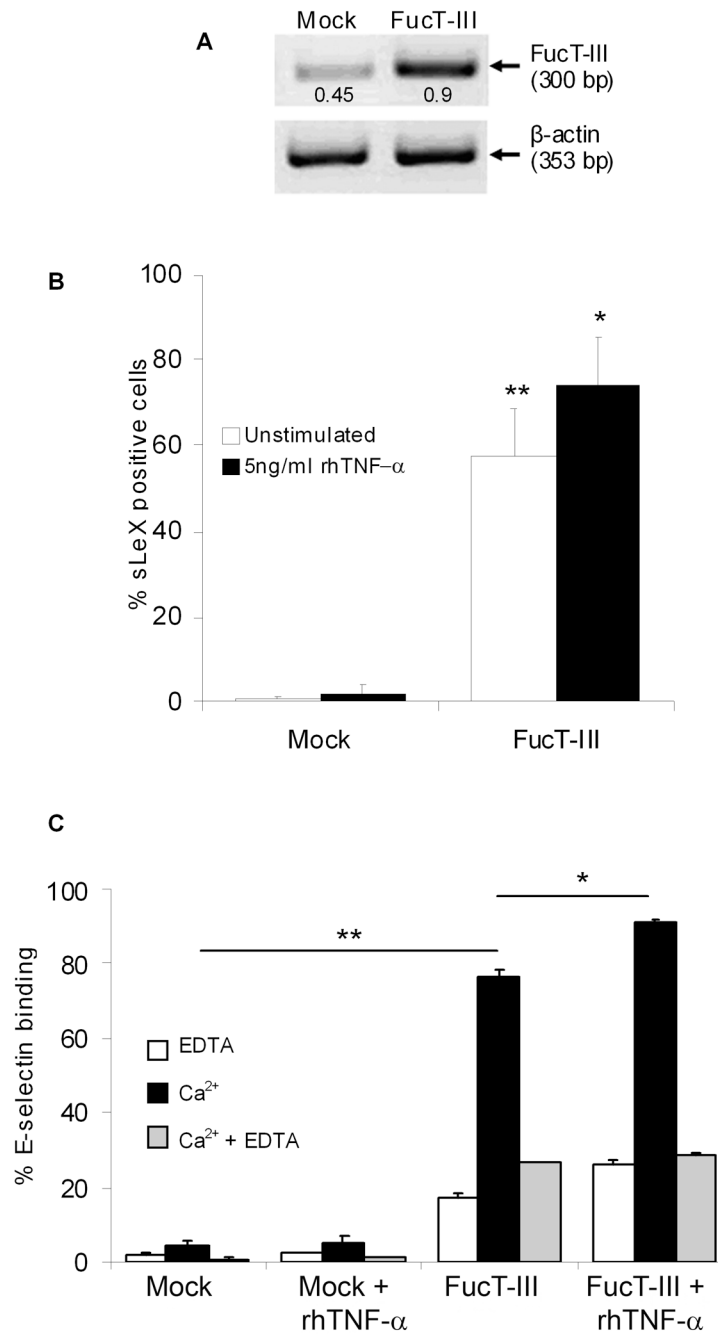 A
Mock FucT-III
FucT-III
(300 bp)
0.45 0.9
β-actin
(353 bp)
B
% sLeX positive cells
100
80
60
40
20
0
*
**
Unstimulated
5ng/ml rhTNF-α
Mock FucT-III
C
% E-selectin binding
100
80
60
40
20
0
*
**
EDTA
Ca²⁺
Ca²⁺ + EDTA
Mock Mock + FucT-III FucT-III +
rhTNF-α rhTNF-α